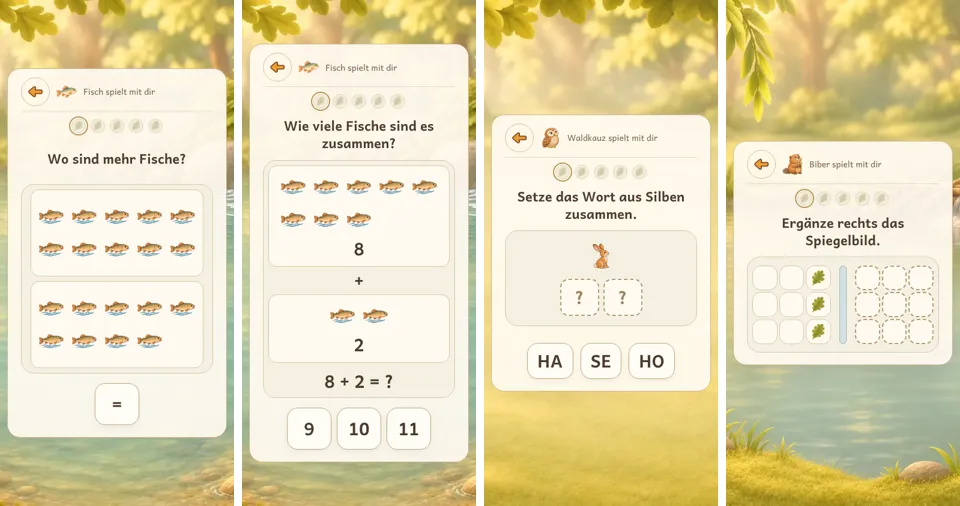 Fisch spielt mit dir
Wo sind mehr Fische?
=
Fisch spielt mit dir
Wie viele Fische sind es
zusammen?
8
+
2
8 + 2 = ?
9 10 11
Waldkauz spielt mit dir
Setze das Wort aus Silben
zusammen.
? ?
HA SE HO
Biber spielt mit dir
Ergänze rechts das
Spiegelbild.